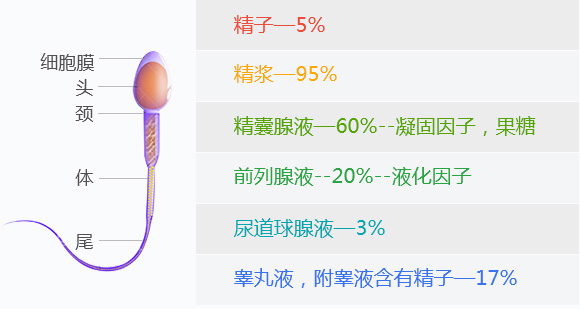 细胞膜
头
颈
体
尾
精子—5%
精浆—95%
精囊腺液—60%--凝固因子，果糖
前列腺液--20%--液化因子
尿道球腺液—3%
睾丸液，附睾液含有精子—17%